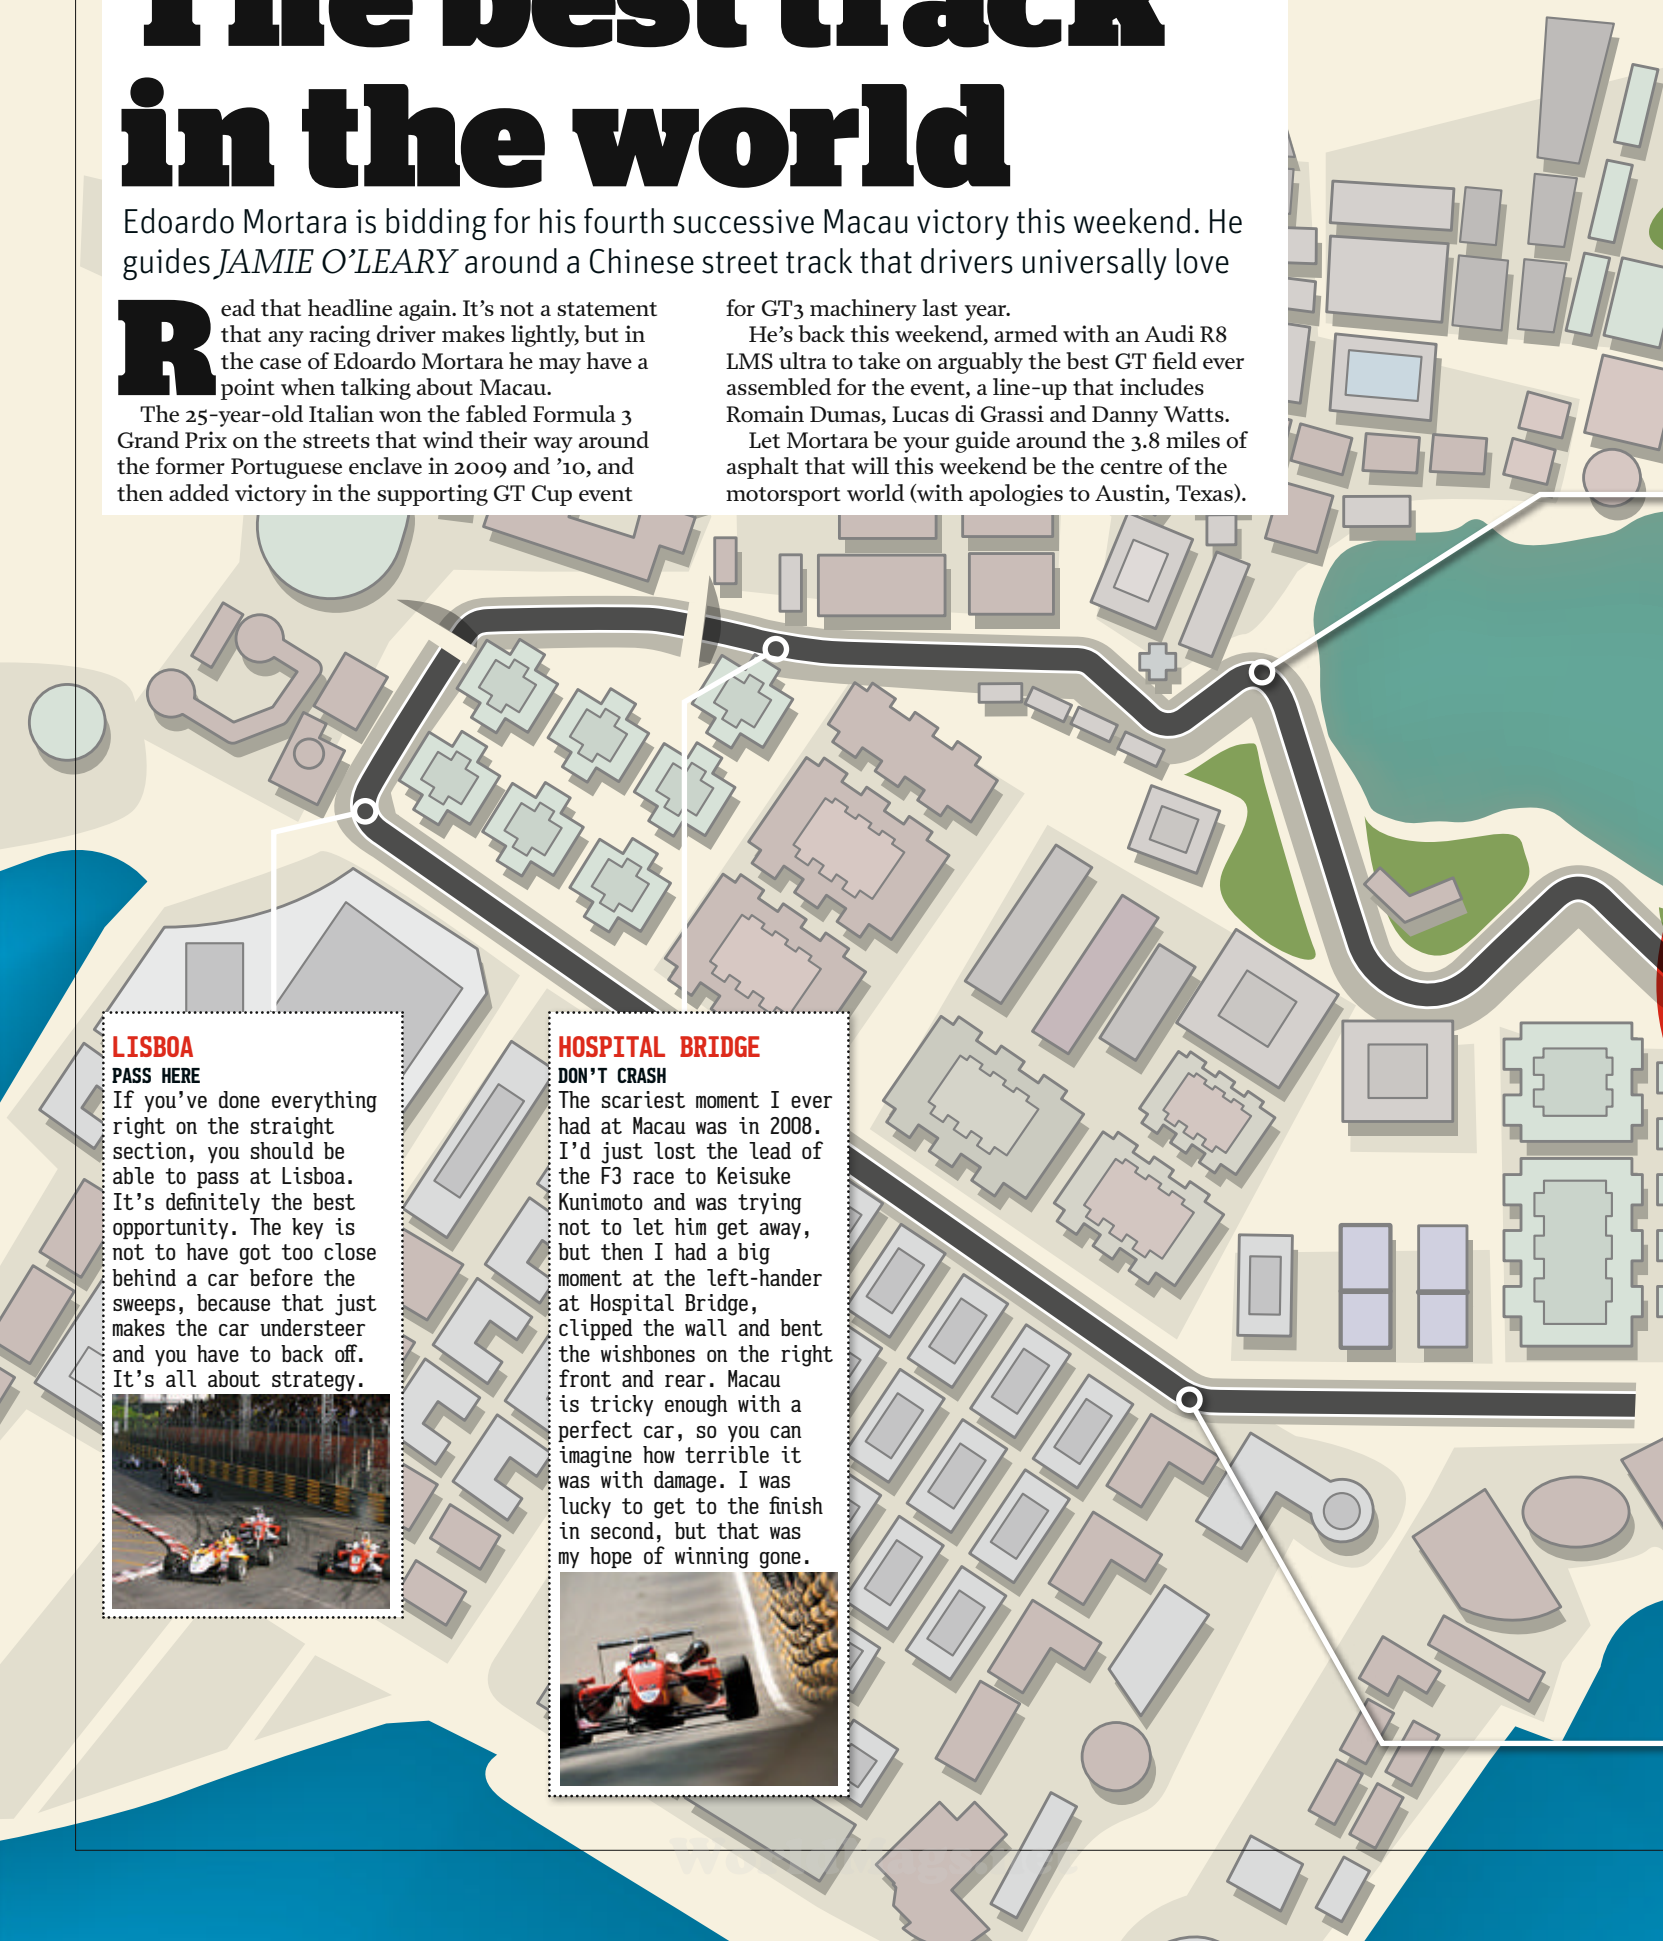 The best track
in the world
Edoardo Mortara is bidding for his fourth successive Macau victory this weekend. He
guides JAMIE O’LEARY around a Chinese street track that drivers universally love
Read that headline again. It’s not a statement
that any racing driver makes lightly, but in
the case of Edoardo Mortara he may have a
point when talking about Macau.
The 25-year-old Italian won the fabled Formula 3
Grand Prix on the streets that wind their way around
the former Portuguese enclave in 2009 and ’10, and
then added victory in the supporting GT Cup event
for GT3 machinery last year.
He’s back this weekend, armed with an Audi R8
LMS ultra to take on arguably the best GT field ever
assembled for the event, a line-up that includes
Romain Dumas, Lucas di Grassi and Danny Watts.
Let Mortara be your guide around the 3.8 miles of
asphalt that will this weekend be the centre of the
motorsport world (with apologies to Austin, Texas).
LISBOA
PASS HERE
If you’ve done everything
right on the straight
section, you should be
able to pass at Lisboa.
It’s definitely the best
opportunity. The key is
not to have got too close
behind a car before the
sweeps, because that just
makes the car understeer
and you have to back off.
It’s all about strategy.
HOSPITAL BRIDGE
DON’T CRASH
The scariest moment I ever
had at Macau was in 2008.
I’d just lost the lead of
the F3 race to Keisuke
Kunimoto and was trying
not to let him get away,
but then I had a big
moment at the left-hander
at Hospital Bridge,
clipped the wall and bent
the wishbones on the right
front and rear. Macau
is tricky enough with a
perfect car, so you can
imagine how terrible it
was with damage. I was
lucky to get to the finish
in second, but that was
my hope of winning gone.